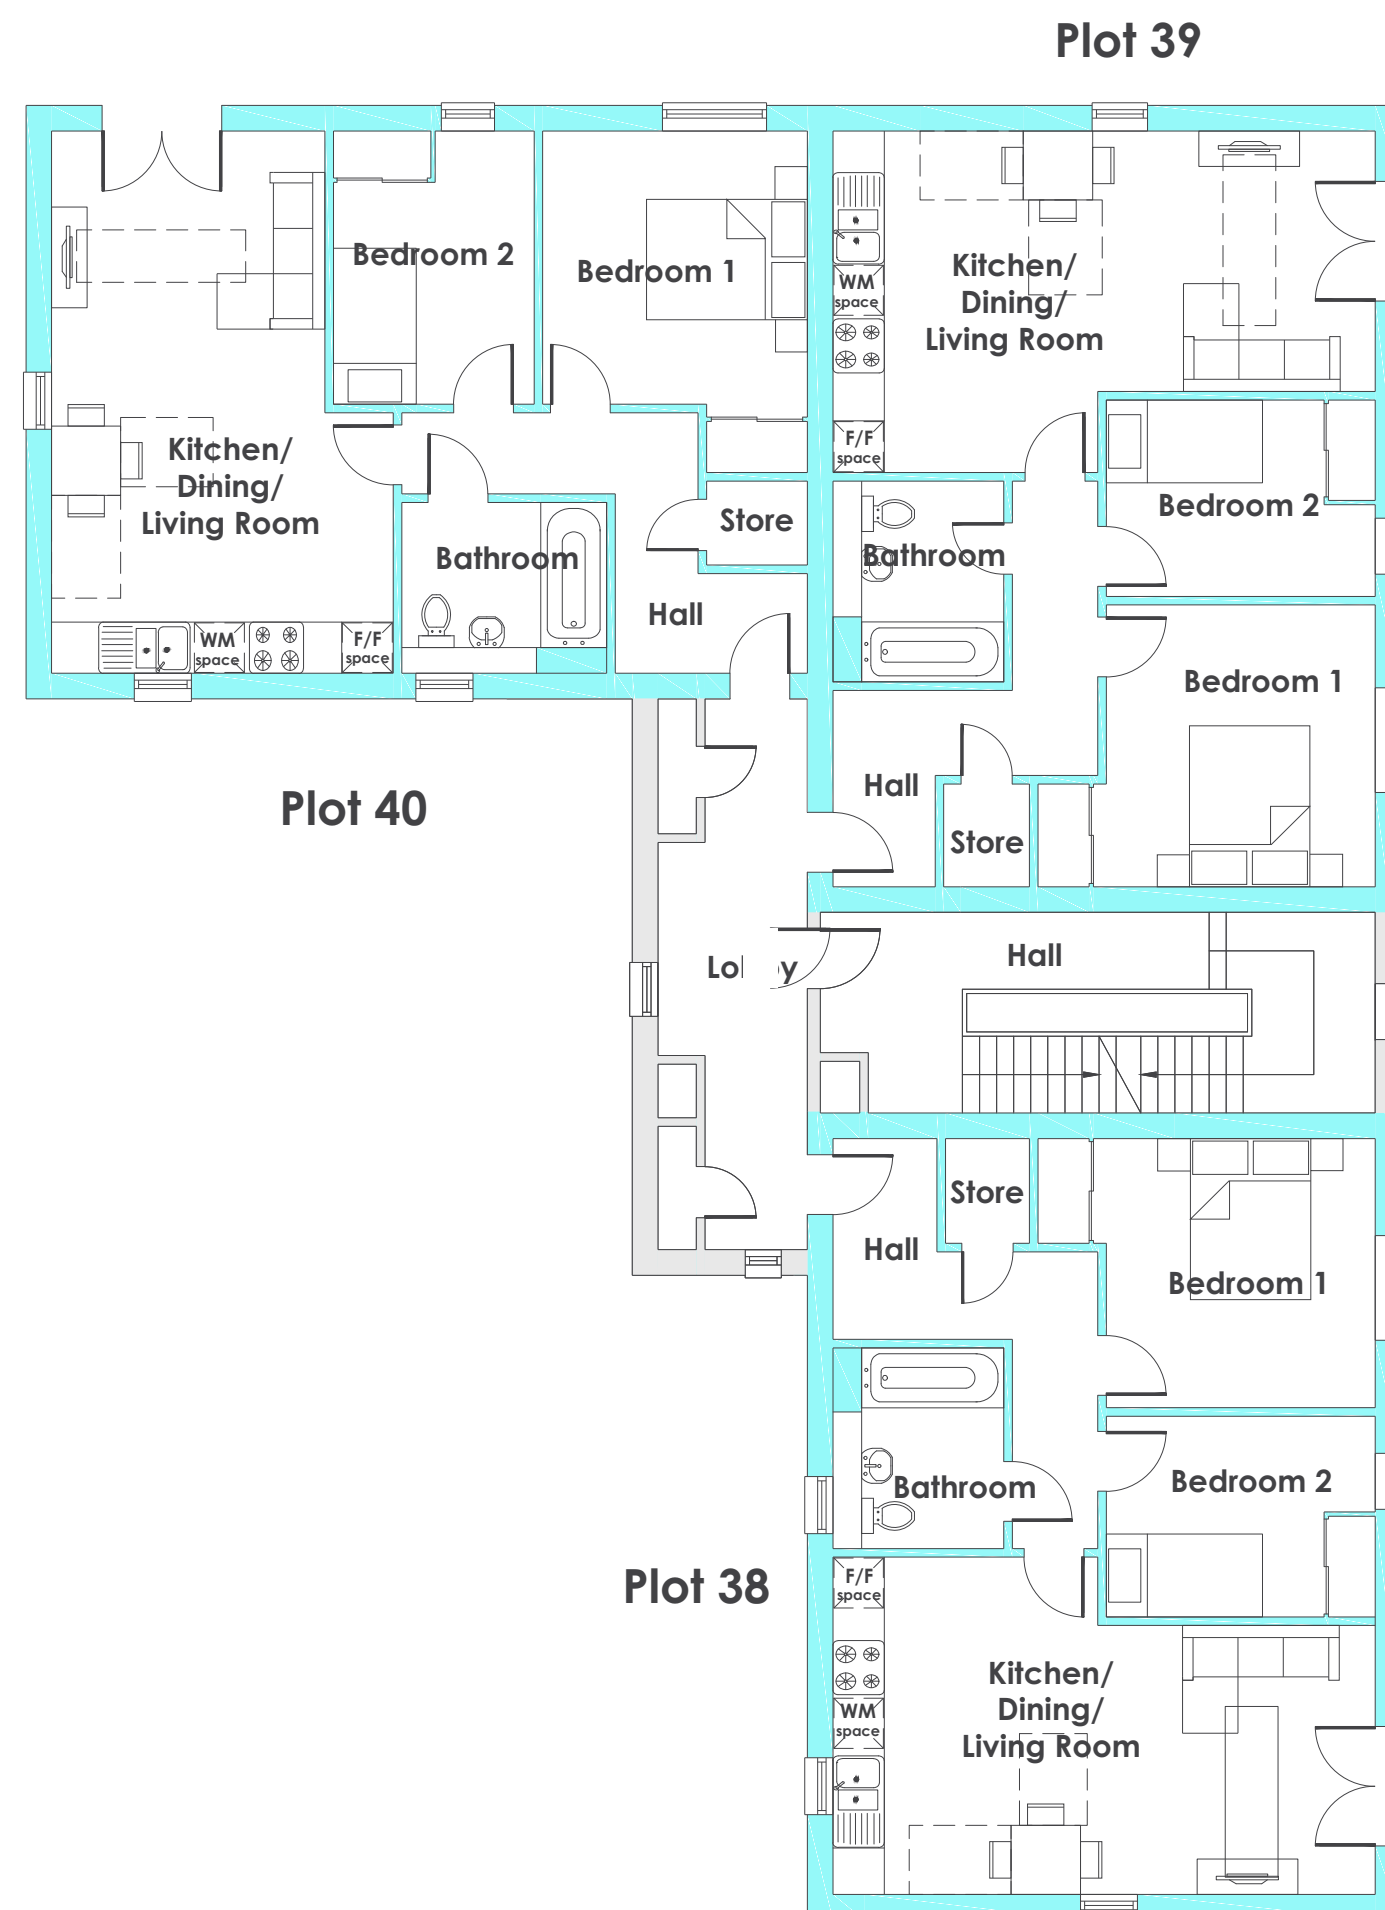 Plot 39
Bedroom 2
Bedroom 1
Kitchen/
Dining/
Living Room
WM
space
F/F
space
Kitchen/
Dining/
Living Room
Bedroom 2
Store
Bathroom
Bathroom
Hall
WM
space
F/F
space
Bedroom 1
Plot 40
Hall
Store
Hall
Store
Hall
Bedroom 1
Bathroom
Bedroom 2
Plot 38
F/F
space
WM
space
Kitchen/
Dining/
Living Room